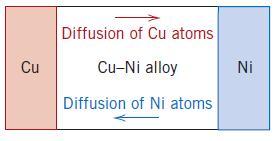 Diffusion of Cu atoms
Cu
Cu–Ni alloy
Ni
Diffusion of Ni atoms